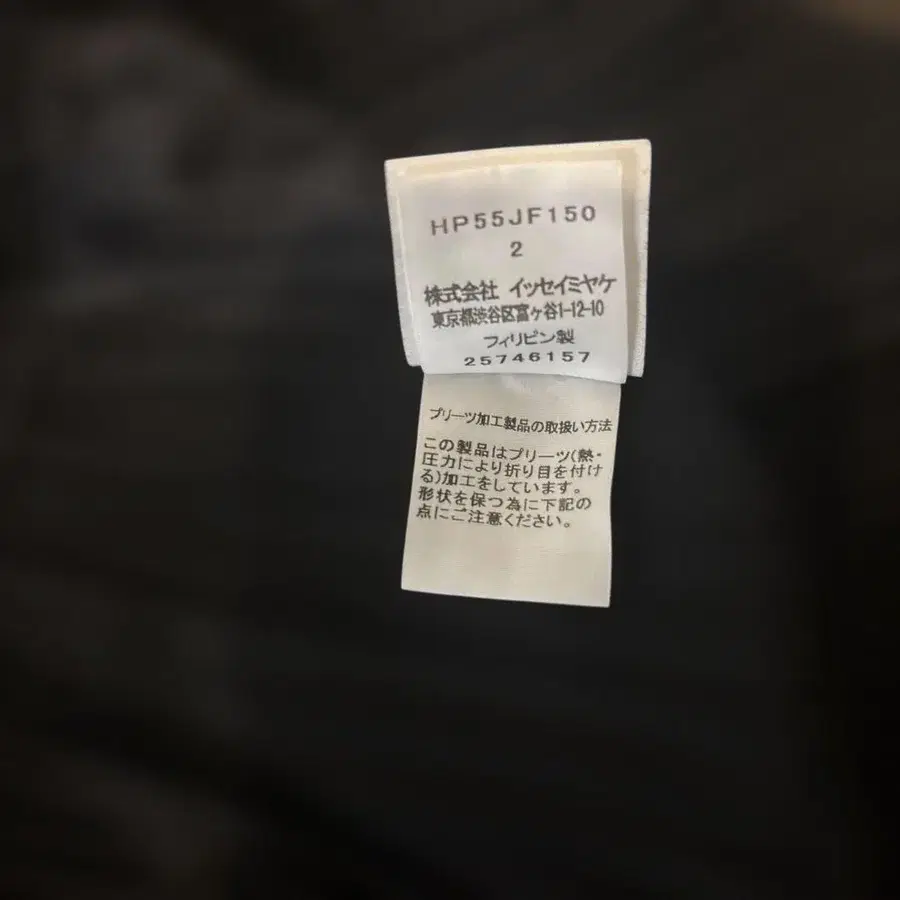 HP55JF150
2
株式会社 イッセイミヤケ
東京都渋谷区富ヶ谷1-12-10
フィリピン製
25746157
プリーツ加工製品の取扱い方法
この製品はプリーツ(熱・
圧力により折り目を付け
る)加工をしています。
形状を保つ為に下記の
点にご注意ください。